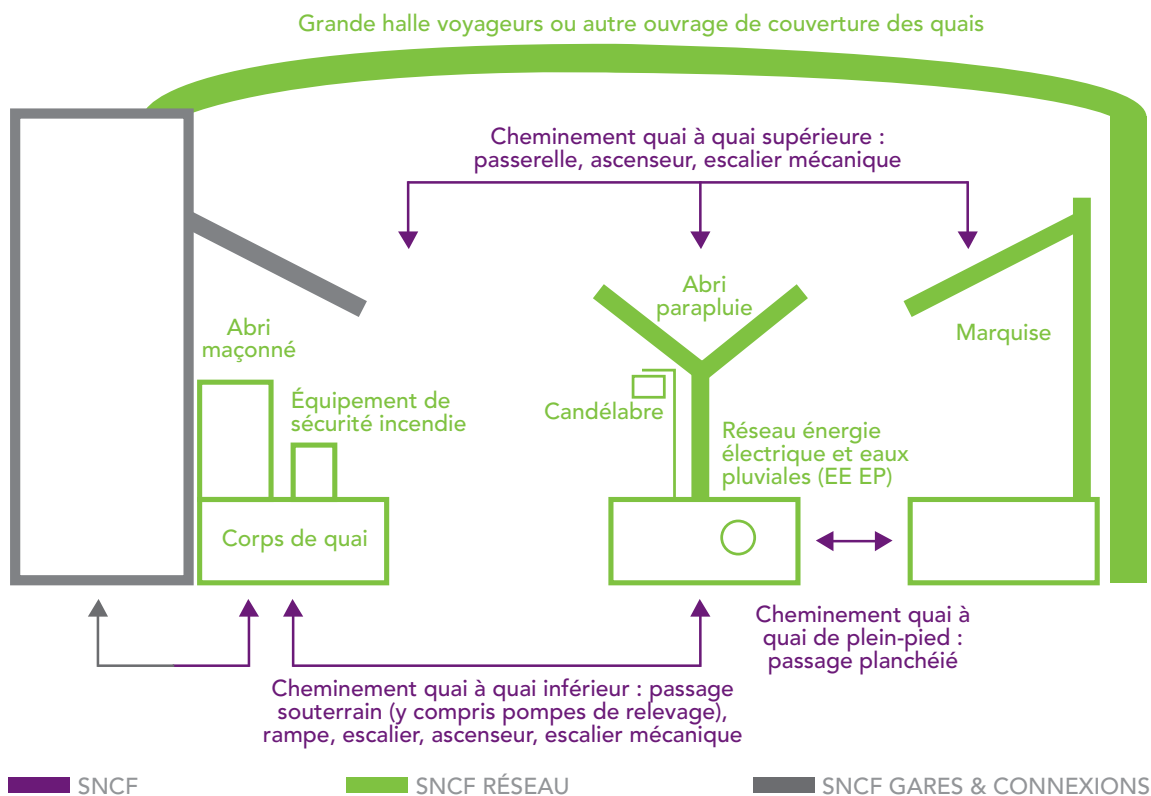 Grande halle voyageurs ou autre ouvrage de couverture des quais
Cheminement quai à quai supérieure :
passerelle, ascenseur, escalier mécanique
Abri
parapluie
Marquise
Abri
maçonné
Équipement de
sécurité incendie
Candélabre
Réseau énergie
électrique et eaux
pluviales (EE EP)
Corps de quai
Cheminement quai à
quai de plein-pied :
passage planchéié
Cheminement quai à quai inférieur : passage
souterrain (y compris pompes de relevage),
rampe, escalier, ascenseur, escalier mécanique
SNCF
SNCF RÉSEAU
SNCF GARES & CONNEXIONS